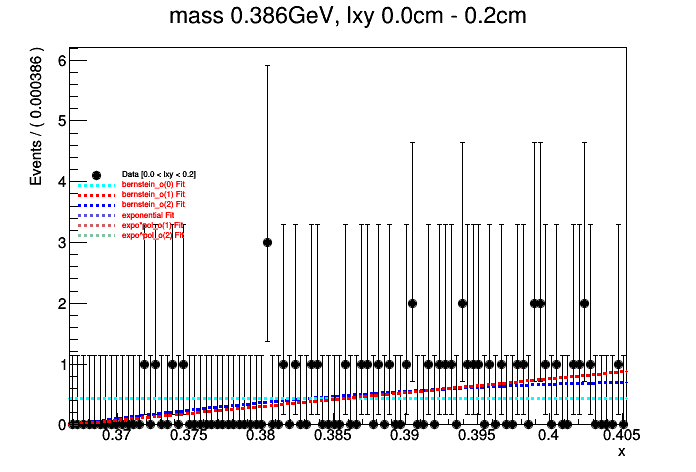 mass 0.386GeV, lxy 0.0cm - 0.2cm
Events / ( 0.000386 )
6
5
4
3
2
1
0
Data [0.0 < lxy < 0.2]
bernstein_o(0) Fit
bernstein_o(1) Fit
bernstein_o(2) Fit
exponential Fit
expo*pol_o(1) Fit
expo*pol_o(2) Fit
0.37 0.375 0.38 0.385 0.39 0.395 0.4 0.405
x